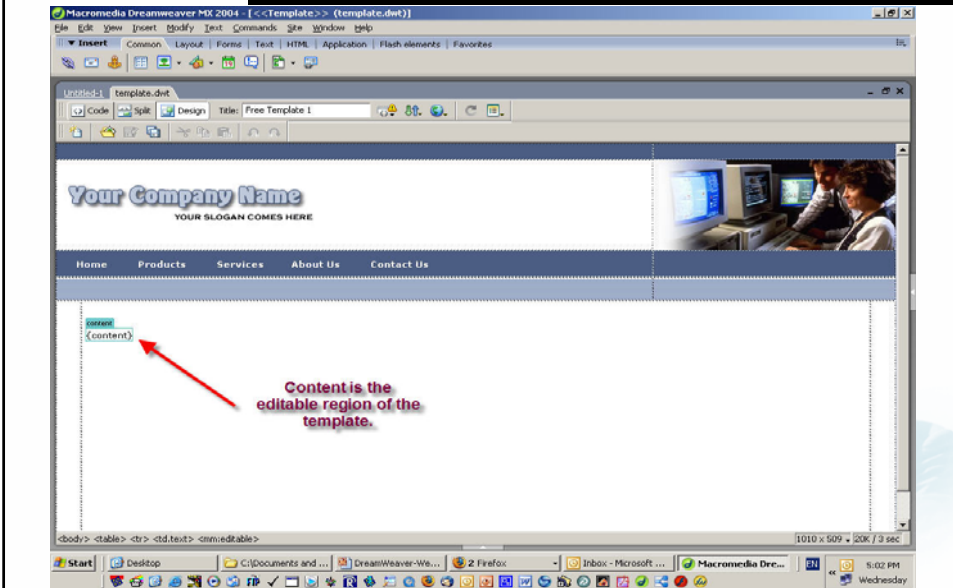 Macromedia Dreamweaver MX 2004 - [<<Template>> (template.dwt)]
File Edit View Insert Modify Text Commands Site Window Help
▼ Insert Common Layout Forms Text HTML Application Flash elements Favorites
Untitled-1 template.dwt
Code Split Design Title: Free Template 1
Your Company Name
YOUR SLOGAN COMES HERE
Home Products Services About Us Contact Us
content
{content}
Content is the
editable region of the
template.
<body> <table> <tr> <td.text> <mm:editable> 1010 x 509 20K / 3 sec
Start Desktop C:\Documents and ... DreamWeaver-We... 2 Firefox Inbox - Microsoft ... Macromedia Dre... EN « 5:02 PM
Wednesday